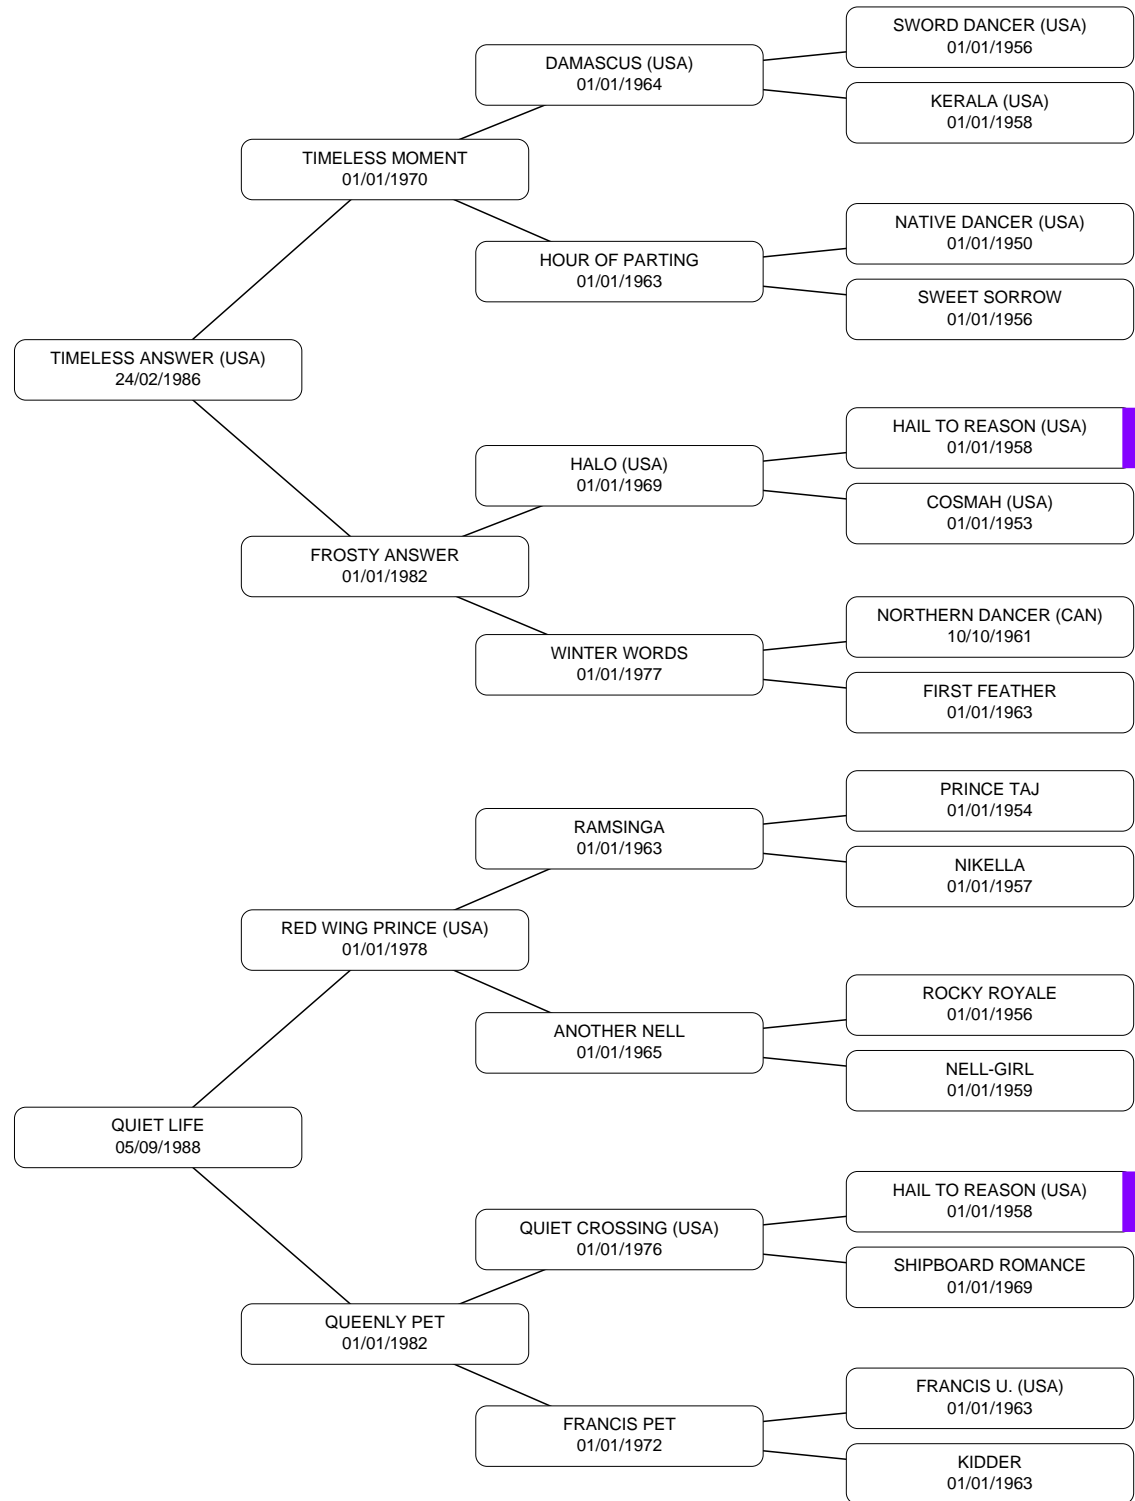 SWORD DANCER (USA)
01/01/1956
DAMASCUS (USA)
01/01/1964
KERALA (USA)
01/01/1958
TIMELESS MOMENT
01/01/1970
NATIVE DANCER (USA)
01/01/1950
HOUR OF PARTING
01/01/1963
SWEET SORROW
01/01/1956
TIMELESS ANSWER (USA)
24/02/1986
HAIL TO REASON (USA)
01/01/1958
HALO (USA)
01/01/1969
COSMAH (USA)
01/01/1953
FROSTY ANSWER
01/01/1982
NORTHERN DANCER (CAN)
10/10/1961
WINTER WORDS
01/01/1977
FIRST FEATHER
01/01/1963
PRINCE TAJ
01/01/1954
RAMSINGA
01/01/1963
NIKELLA
01/01/1957
RED WING PRINCE (USA)
01/01/1978
ROCKY ROYALE
01/01/1956
ANOTHER NELL
01/01/1965
NELL-GIRL
01/01/1959
QUIET LIFE
05/09/1988
HAIL TO REASON (USA)
01/01/1958
QUIET CROSSING (USA)
01/01/1976
SHIPBOARD ROMANCE
01/01/1969
QUEENLY PET
01/01/1982
FRANCIS U. (USA)
01/01/1963
FRANCIS PET
01/01/1972
KIDDER
01/01/1963